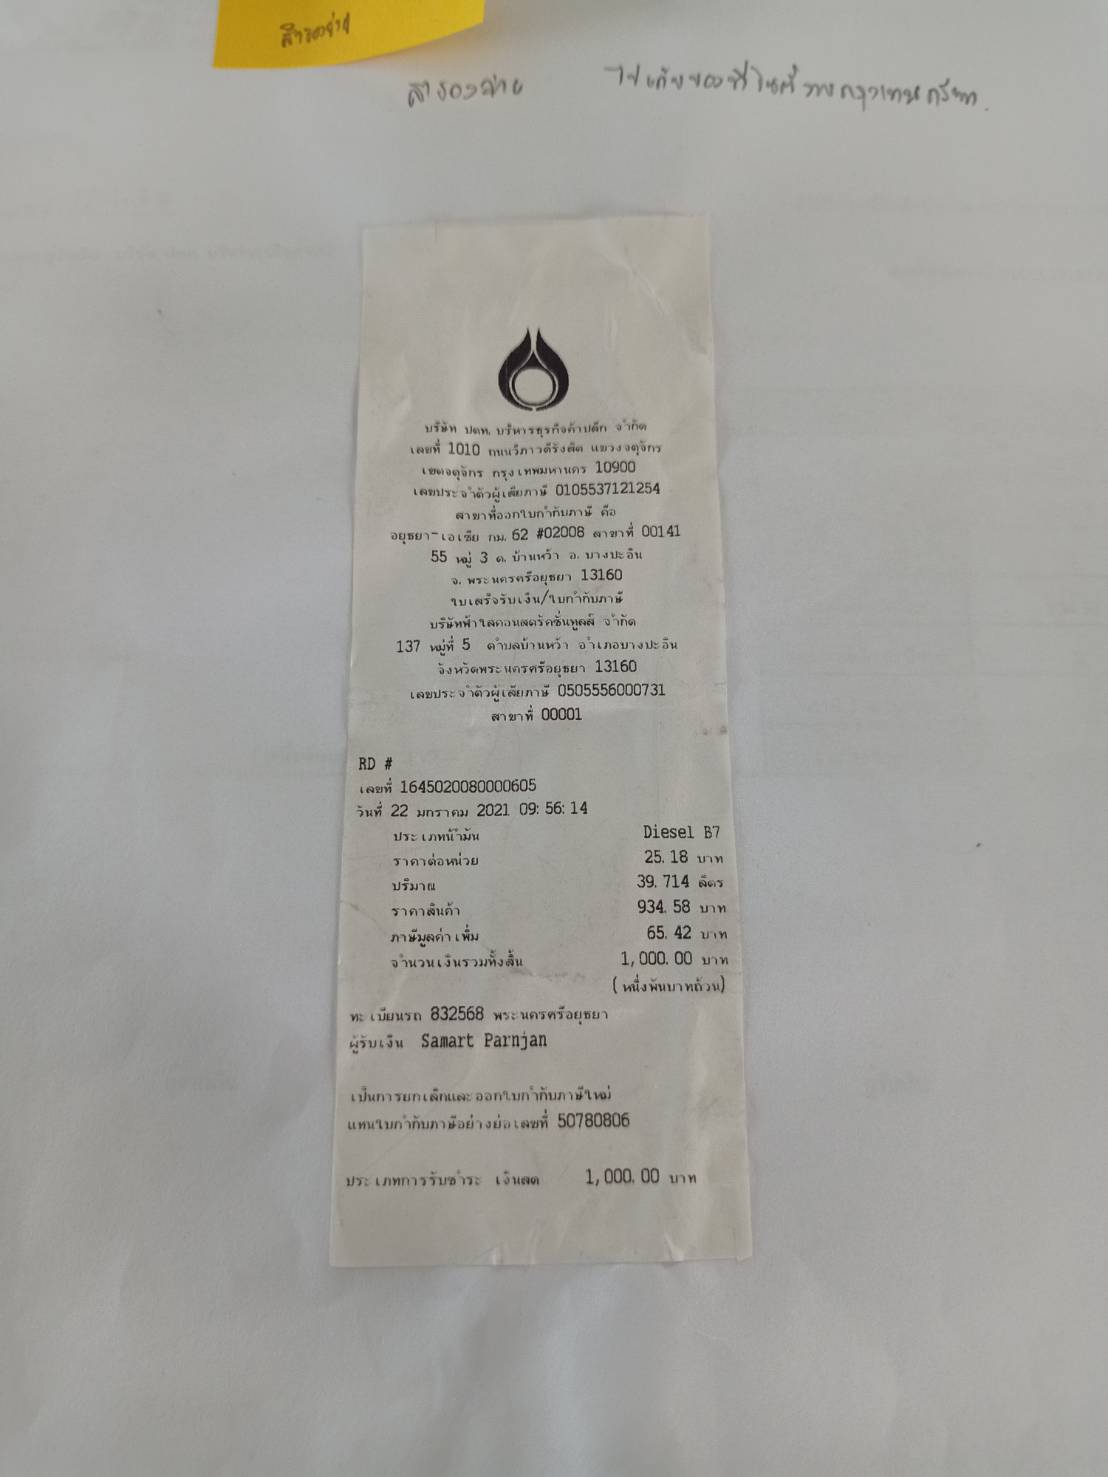 สำรองจ่าย
สำรองจ่าย ไปเก็บของที่
บริษัท ปตท. บริหารธุรกิจค้าปลีก จำกัด
เลขที่ 1010 ถนนวิภาวดีรังสิต แขวงจตุจักร
เขตจตุจักร กรุงเทพมหานคร 10900
เลขประจำตัวผู้เสียภาษี 0105537121254
สาขาที่ออกใบกำกับภาษี คือ
อยุธยา-เอเซีย กม. 62 #02008 สาขาที่ 00141
55 หมู่ 3 ต. บ้านหว้า อ. บางปะอิน
จ. พระนครศรีอยุธยา 13160
ใบเสร็จรับเงิน/ใบกำกับภาษี
บริษัทฟ้าใสคอนสตรัคชั่นทูลส์ จำกัด
137 หมู่ที่ 5 ตำบลบ้านหว้า อำเภอบางปะอิน
จังหวัดพระนครศรีอยุธยา 13160
เลขประจำตัวผู้เสียภาษี 0505556000731
สาขาที่ 00001
RD #
เลขที่ 1645020080000605
วันที่ 22 มกราคม 2021 09:56:14
ประเภทน้ำมัน Diesel B7
ราคาต่อหน่วย 25.18 บาท
ปริมาณ 39.714 ลิตร
ราคาสินค้า 934.58 บาท
ภาษีมูลค่าเพิ่ม 65.42 บาท
จำนวนเงินรวมทั้งสิ้น 1,000.00 บาท
(หนึ่งพันบาทถ้วน)
ทะเบียนรถ 832568 พระนครศรีอยุธยา
ผู้รับเงิน Samart Parnjan
เป็นการยกเลิกและออกใบกำกับภาษีใหม่
แทนใบกำกับภาษีอย่างย่อเลขที่ 50780806
ประเภทการรับชำระ เงินสด 1,000.00 บาท